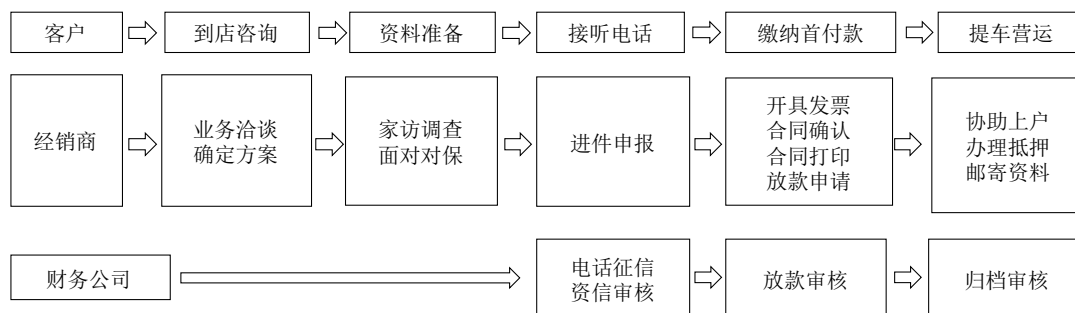 客户
到店咨询
资料准备
接听电话
缴纳首付款
提车营运
经销商
业务洽谈
确定方案
家访调查
面对对保
进件申报
开具发票
合同确认
合同打印
放款申请
协助上户
办理抵押
邮寄资料
财务公司
电话征信
资信审核
放款审核
归档审核